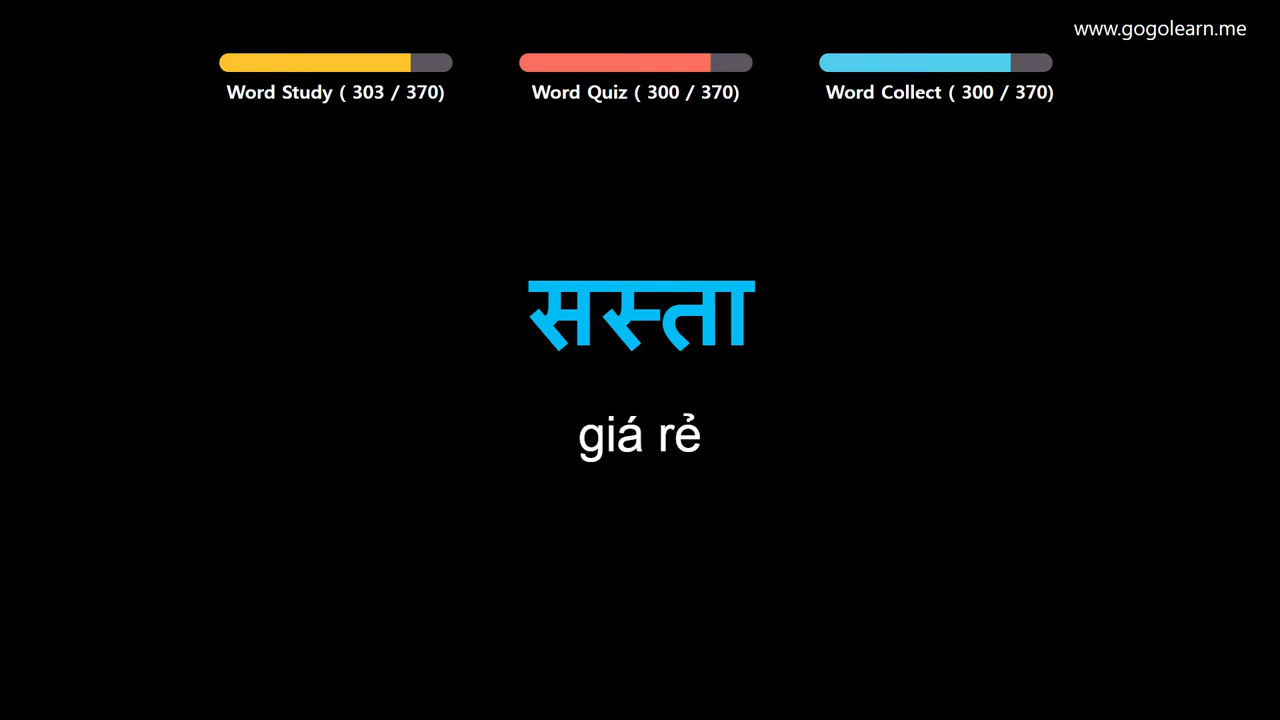 www.gogolearn.me
Word Study ( 303 / 370)
Word Quiz ( 300 / 370)
Word Collect ( 300 / 370)
सस्ता
giá rẻ